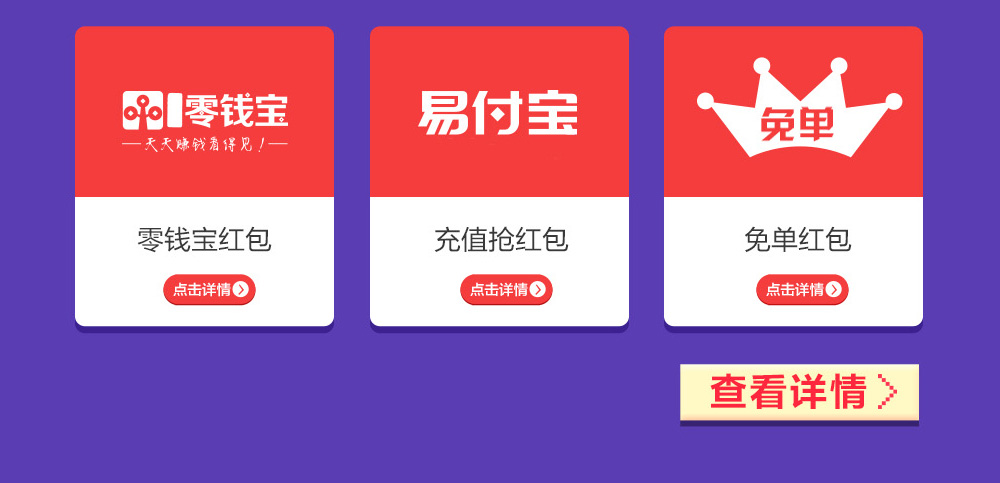 零钱宝
天天赚钱看得见！
易付宝
免单
零钱宝红包
充值抢红包
免单红包
点击详情
点击详情
点击详情
查看详情